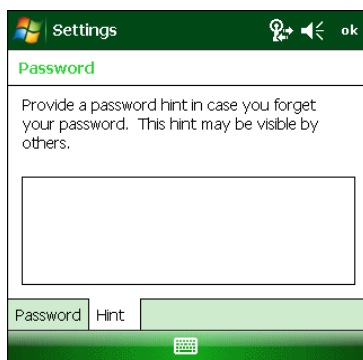 Settings
ok
Password
Provide a password hint in case you forget
your password. This hint may be visible by
others.
Password
Hint